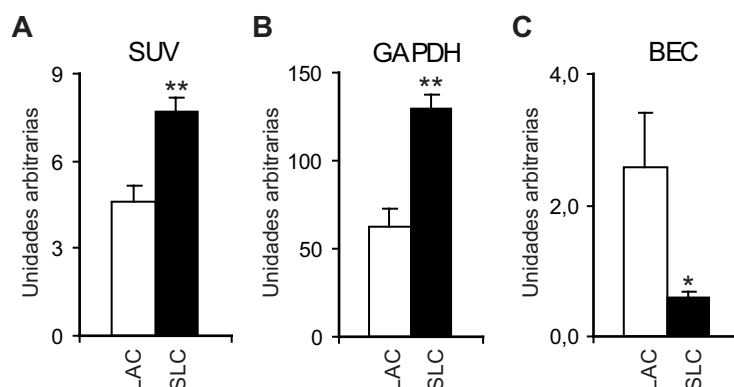 A
SUV
Unidades arbitrarias
9
6
3
0
**
LAC
SLC
B
GAPDH
Unidades arbitrarias
150
100
50
0
**
LAC
SLC
C
BEC
Unidades arbitrarias
4,0
2,0
0,0
*
LAC
SLC